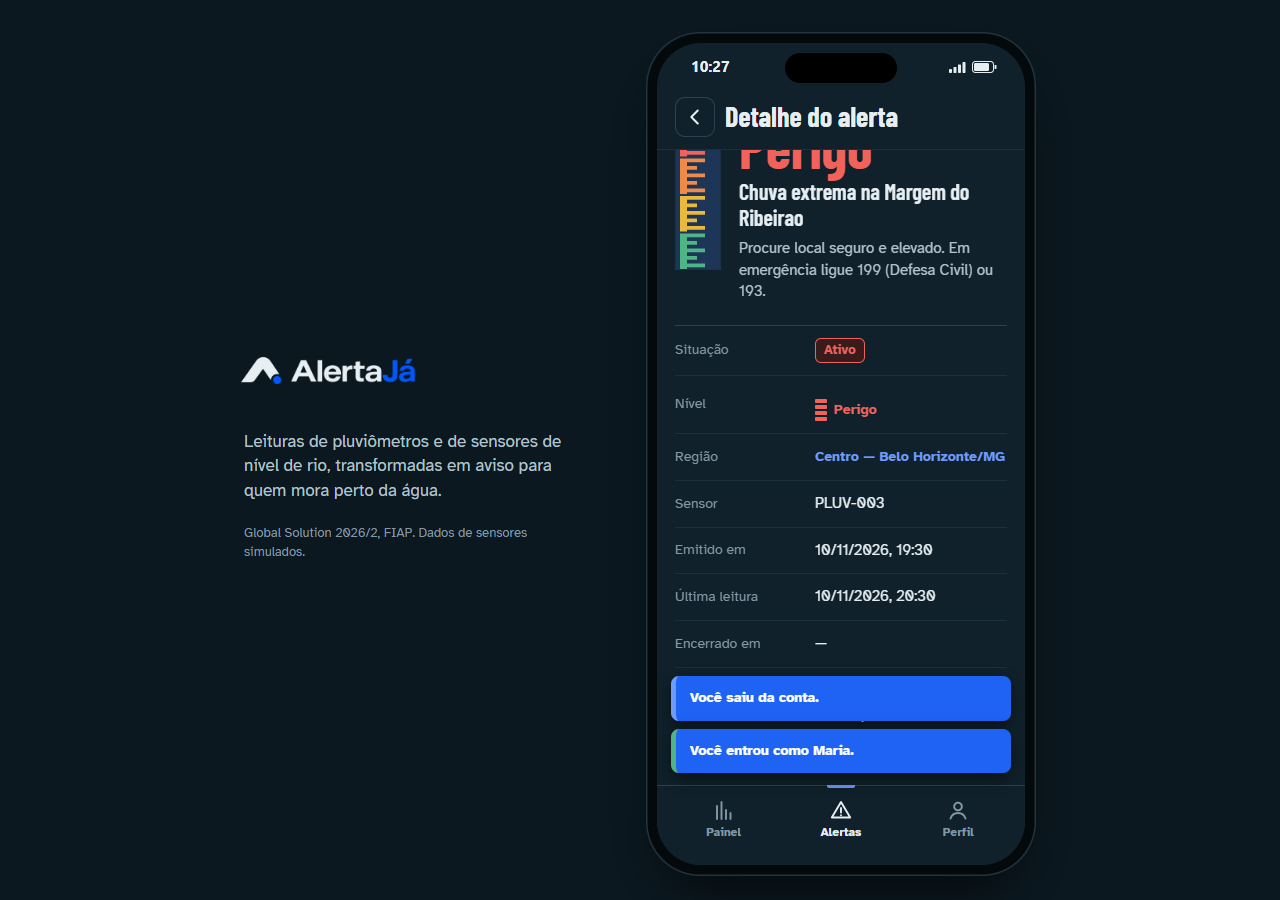 AlertaJá
Leituras de pluviômetros e de sensores de
nível de rio, transformadas em aviso para
quem mora perto da água.
Global Solution 2026/2, FIAP. Dados de sensores
simulados.
10:27
Detalhe do alerta
Perigo
Chuva extrema na Margem do
Ribeirao
Procure local seguro e elevado. Em
emergência ligue 199 (Defesa Civil) ou
193.
Situação Ativo
Nível Perigo
Região Centro — Belo Horizonte/MG
Sensor PLUV-003
Emitido em 10/11/2026, 19:30
Última leitura 10/11/2026, 20:30
Encerrado em —
Você saiu da conta.
Você entrou como Maria.
Painel Alertas Perfil